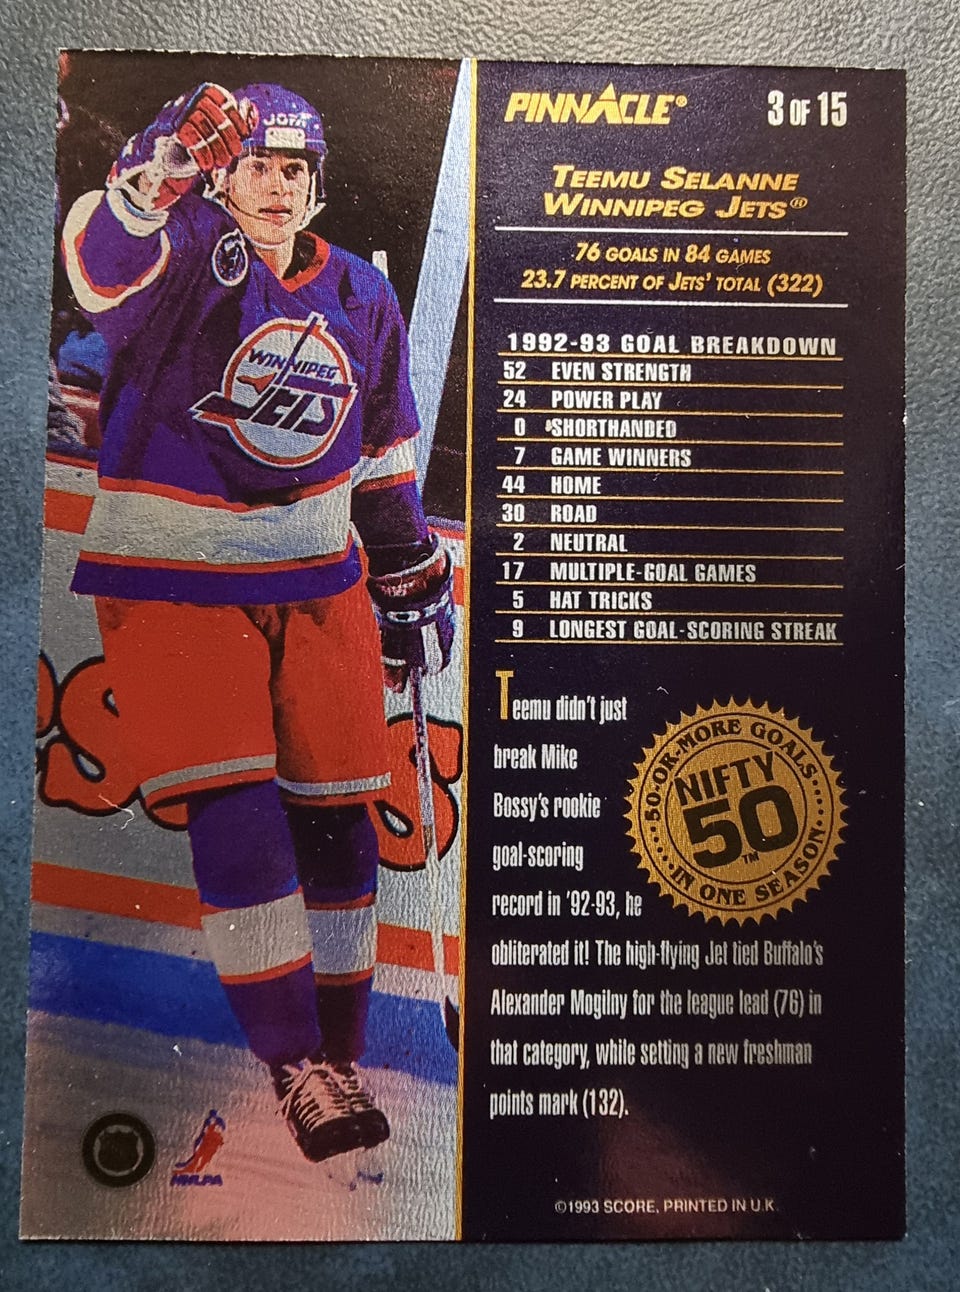 JOFA
WINNIPEG
JETS
NHLPA
PINNACLE®
3 OF 15
TEEMU SELANNE
WINNIPEG JETS®
76 GOALS IN 84 GAMES
23.7 PERCENT OF JETS' TOTAL (322)
1992-93 GOAL BREAKDOWN
52 EVEN STRENGTH
24 POWER PLAY
0 SHORTHANDED
7 GAME WINNERS
44 HOME
30 ROAD
2 NEUTRAL
17 MULTIPLE-GOAL GAMES
5 HAT TRICKS
9 LONGEST GOAL-SCORING STREAK
Teemu didn't just
break Mike
Bossy's rookie
goal-scoring
record in '92-93, he
obliterated it! The high-flying Jet tied Buffalo's
Alexander Mogilny for the league lead (76) in
that category, while setting a new freshman
points mark (132).
50-OR-MORE GOALS
NIFTY
50™
IN ONE SEASON
©1993 SCORE, PRINTED IN U.K.